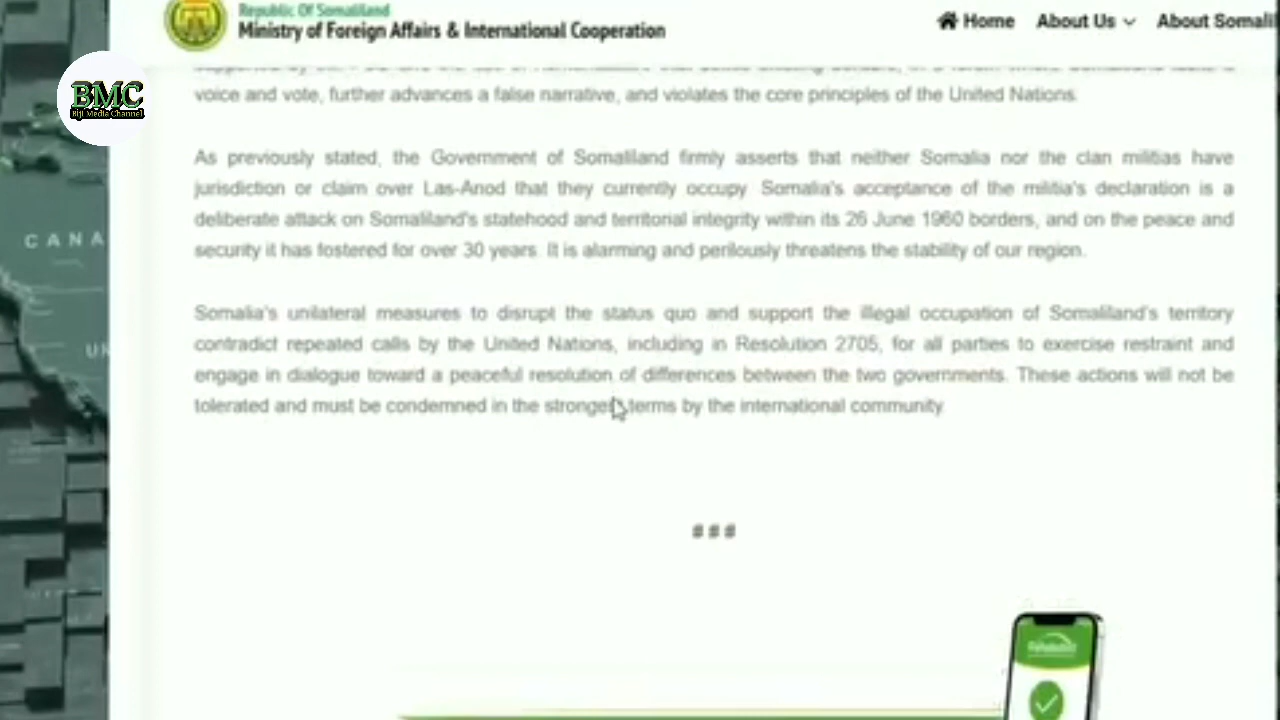 Republic Of Somaliland
Ministry of Foreign Affairs & International Cooperation
Home
About Us
About Somali
BMC
Biji Media Channel
voice and vote, further advances a false narrative, and violates the core principles of the United Nations.
As previously stated, the Government of Somaliland firmly asserts that neither Somalia nor the clan militias have
jurisdiction or claim over Las-Anod that they currently occupy. Somalia's acceptance of the militia's declaration is a
deliberate attack on Somaliland's statehood and territorial integrity within its 26 June 1960 borders, and on the peace and
security it has fostered for over 30 years. It is alarming and perilously threatens the stability of our region.
Somalia's unilateral measures to disrupt the status quo and support the illegal occupation of Somaliland's territory
contradict repeated calls by the United Nations, including in Resolution 2705, for all parties to exercise restraint and
engage in dialogue toward a peaceful resolution of differences between the two governments. These actions will not be
tolerated and must be condemned in the strongest terms by the international community.
###
CANA